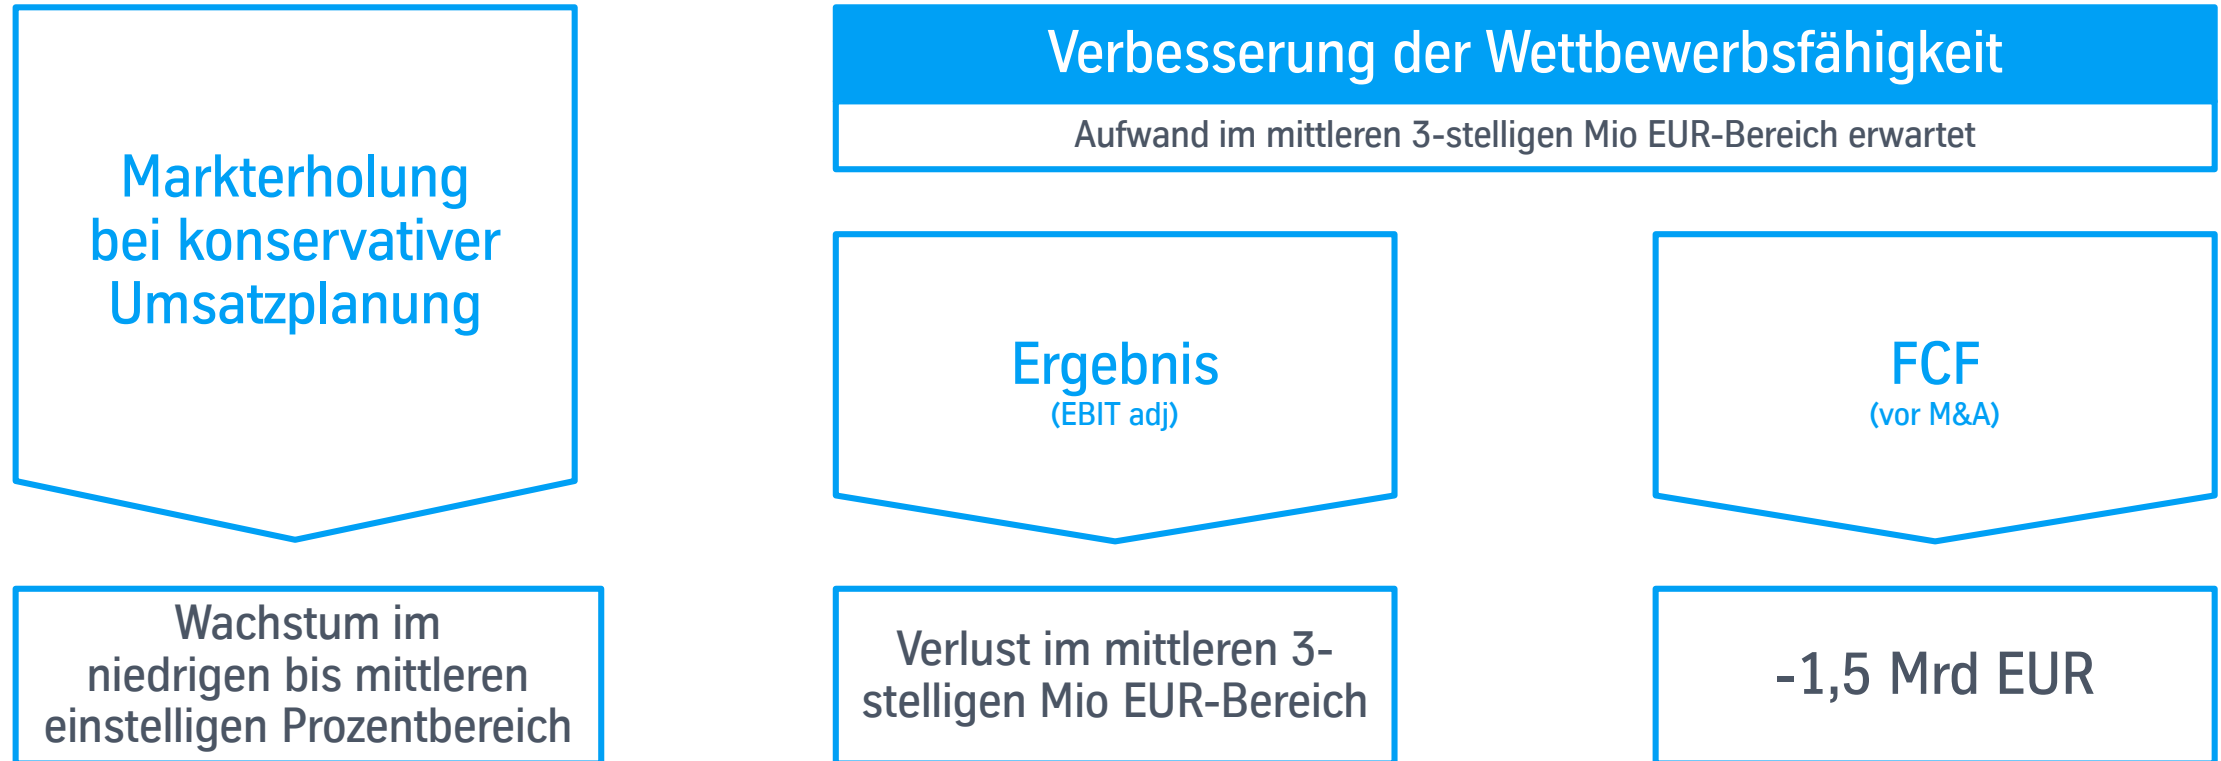 Markterholung
bei konservativer
Umsatzplanung
Wachstum im
niedrigen bis mittleren
einstelligen Prozentbereich
Verbesserung der Wettbewerbsfähigkeit
Aufwand im mittleren 3-stelligen Mio EUR-Bereich erwartet
Ergebnis
(EBIT adj)
Verlust im mittleren 3-
stelligen Mio EUR-Bereich
FCF
(vor M&A)
-1,5 Mrd EUR